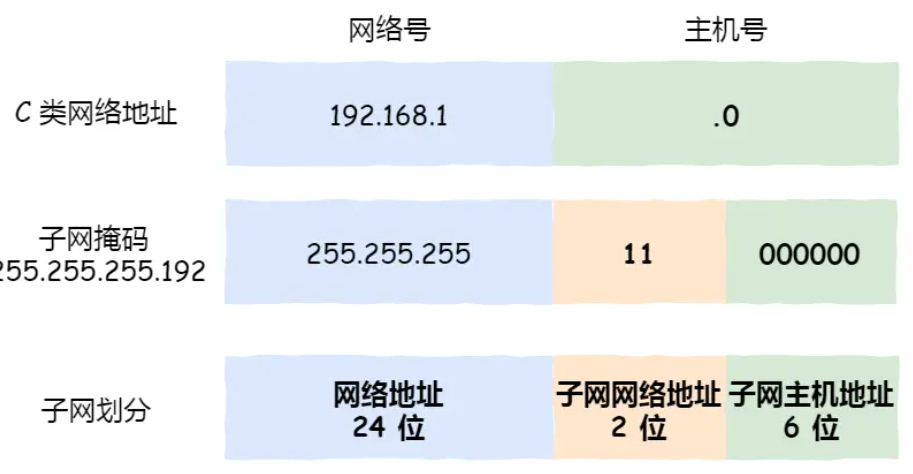 网络号 主机号
C 类网络地址 192.168.1 .0
子网掩码
255.255.255.192
255.255.255 11 000000
子网划分
网络地址
24 位
子网网络地址
2 位
子网主机地址
6 位